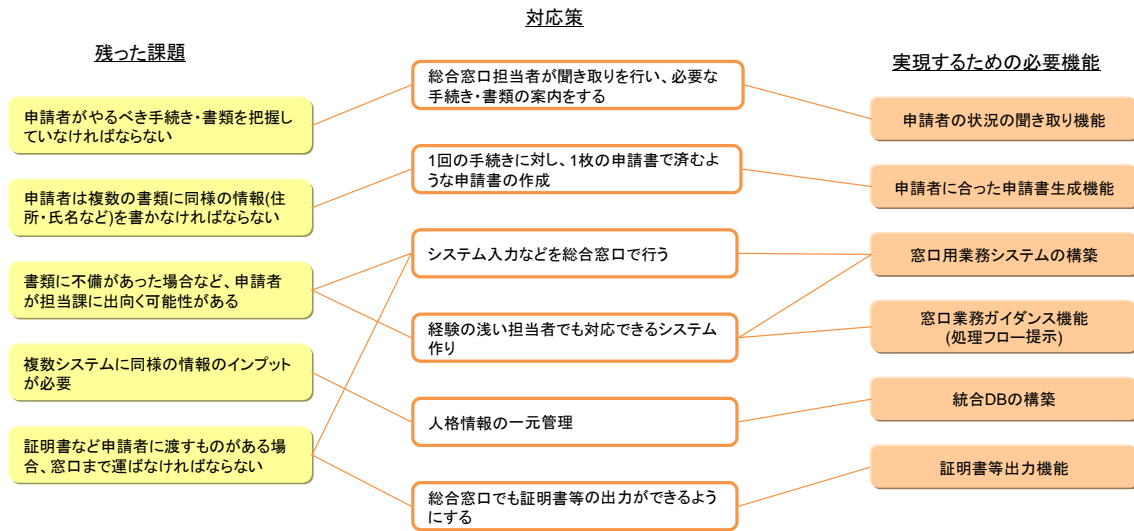 対応策
残った課題
実現するための必要機能
申請者がやるべき手続き・書類を把握し
ていなければならない
申請者は複数の書類に同様の情報(住
所・氏名など)を書かなければならない
書類に不備があった場合など、申請者
が担当課に出向く可能性がある
複数システムに同様の情報のインプット
が必要
証明書など申請者に渡すものがある場
合、窓口まで運ばなければならない
総合窓口担当者が聞き取りを行い、必要な
手続き・書類の案内をする
1回の手続きに対し、1枚の申請書で済むよ
うな申請書の作成
システム入力などを総合窓口で行う
経験の浅い担当者でも対応できるシステム
作り
人格情報の一元管理
総合窓口でも証明書等の出力ができるよう
にする
申請者の状況の聞き取り機能
申請者に合った申請書生成機能
窓口用業務システムの構築
窓口業務ガイダンス機能
(処理フロー提示)
統合DBの構築
証明書等出力機能